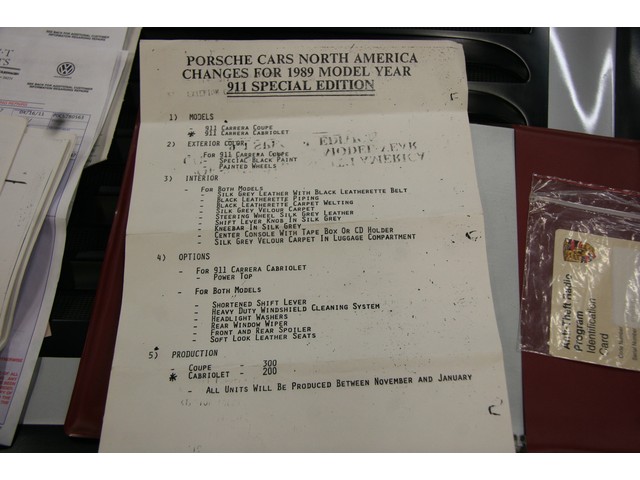 PORSCHE CARS NORTH AMERICA
CHANGES FOR 1989 MODEL YEAR
911 SPECIAL EDITION
1) MODELS
- 911 CARRERA COUPE
* 911 CARRERA CABRIOLET
2) EXTERIOR COLOR
- FOR 911 CARRERA COUPE
- SPECIAL BLACK PAINT
- PAINTED WHEELS
3) INTERIOR
- FOR BOTH MODELS
- SILK GREY LEATHER WITH BLACK LEATHERETTE BELT
- BLACK LEATHERETTE PIPING
- BLACK LEATHERETTE CARPET WELTING
- SILK GREY VELOUR CARPET
- STEERING WHEEL SILK GREY LEATHER
- SHIFT LEVER KNOB IN SILK GREY
- KNEEBAR IN SILK GREY
- CENTER CONSOLE WITH TAPE BOX OR CD HOLDER
- SILK GREY VELOUR CARPET IN LUGGAGE COMPARTMENT
4) OPTIONS
- FOR 911 CARRERA CABRIOLET
- POWER TOP
- FOR BOTH MODELS
- SHORTENED SHIFT LEVER
- HEAVY DUTY WINDSHIELD CLEANING SYSTEM
- HEADLIGHT WASHERS
- REAR WINDOW WIPER
- FRONT AND REAR SPOILER
- SOFT LOOK LEATHER SEATS
5) PRODUCTION
- COUPE - 300
* CABRIOLET - 200
- ALL UNITS WILL BE PRODUCED BETWEEN NOVEMBER AND JANUARY
Anti-Theft Radio
Program
Identification
Card